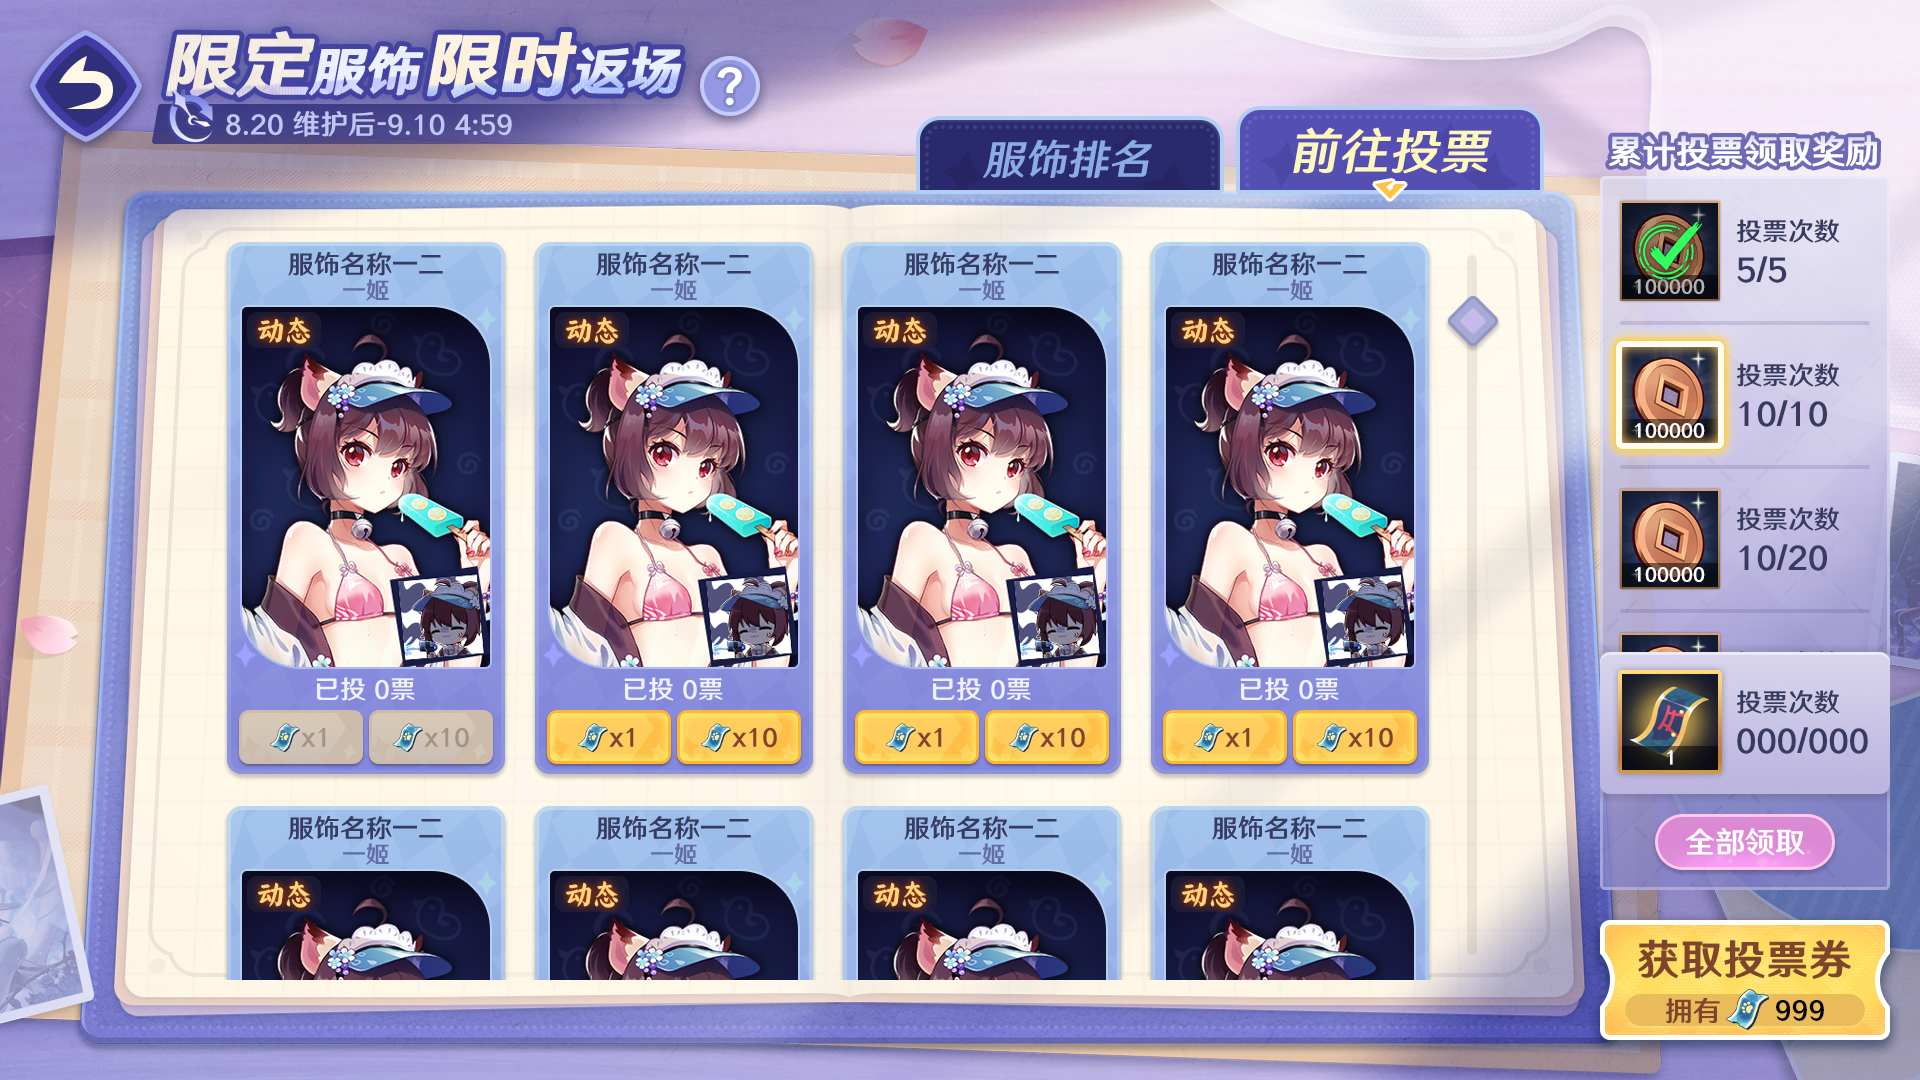 限定服饰限时返场
?
8.20 维护后-9.10 4:59
服饰排名
前往投票
累计投票领取奖励
服饰名称一二
一姬
动态
已投 0票
x1
x10
服饰名称一二
一姬
动态
已投 0票
x1
x10
服饰名称一二
一姬
动态
已投 0票
x1
x10
服饰名称一二
一姬
动态
已投 0票
x1
x10
服饰名称一二
一姬
动态
服饰名称一二
一姬
动态
服饰名称一二
一姬
动态
服饰名称一二
一姬
动态
100000
投票次数
5/5
100000
投票次数
10/10
100000
投票次数
10/20
1
投票次数
000/000
全部领取
获取投票券
拥有 999